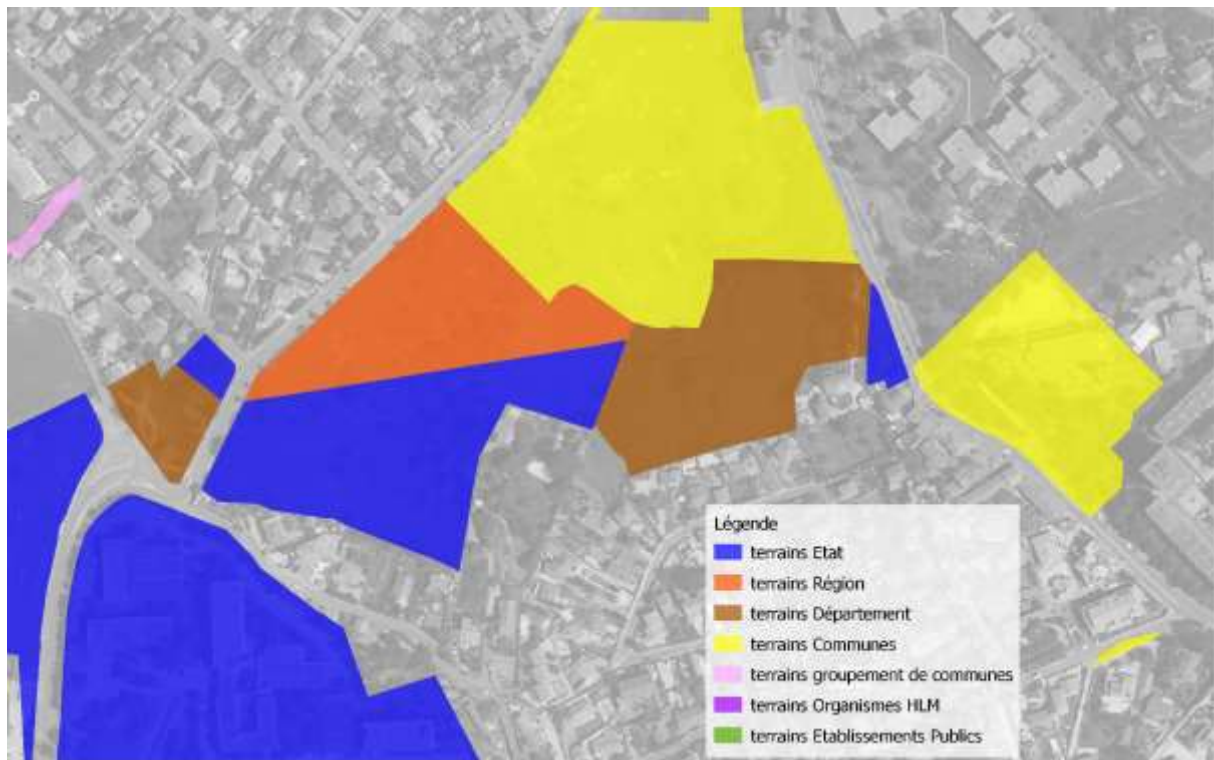 Légende
terrains Etat
terrains Région
terrains Département
terrains Communes
terrains groupement de communes
terrains Organismes HLM
terrains Etablissements Publics